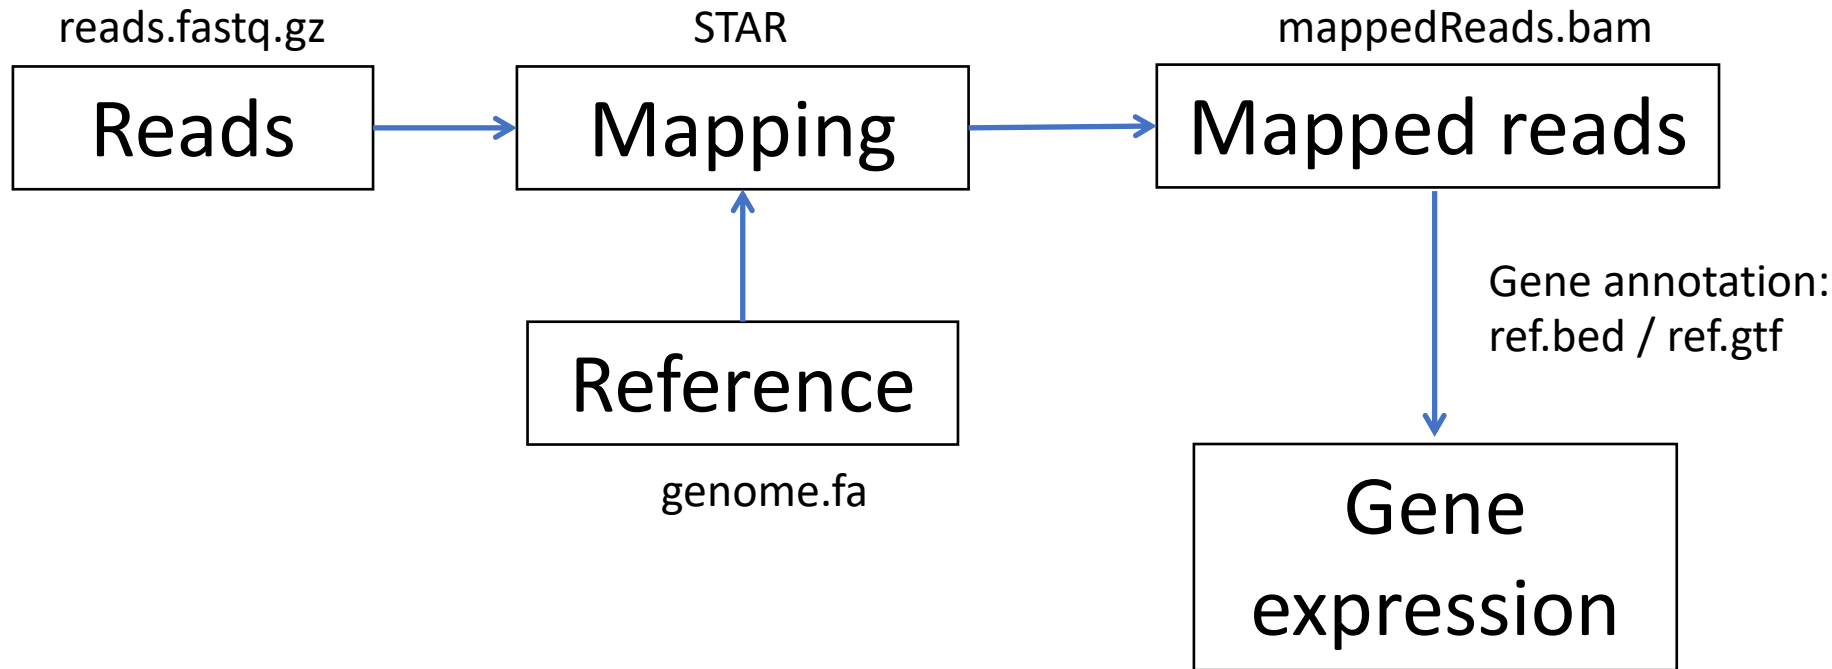 reads.fastq.gz
STAR
mappedReads.bam
Reads
Mapping
Mapped reads
Gene annotation:
ref.bed / ref.gtf
Reference
genome.fa
Gene
expression